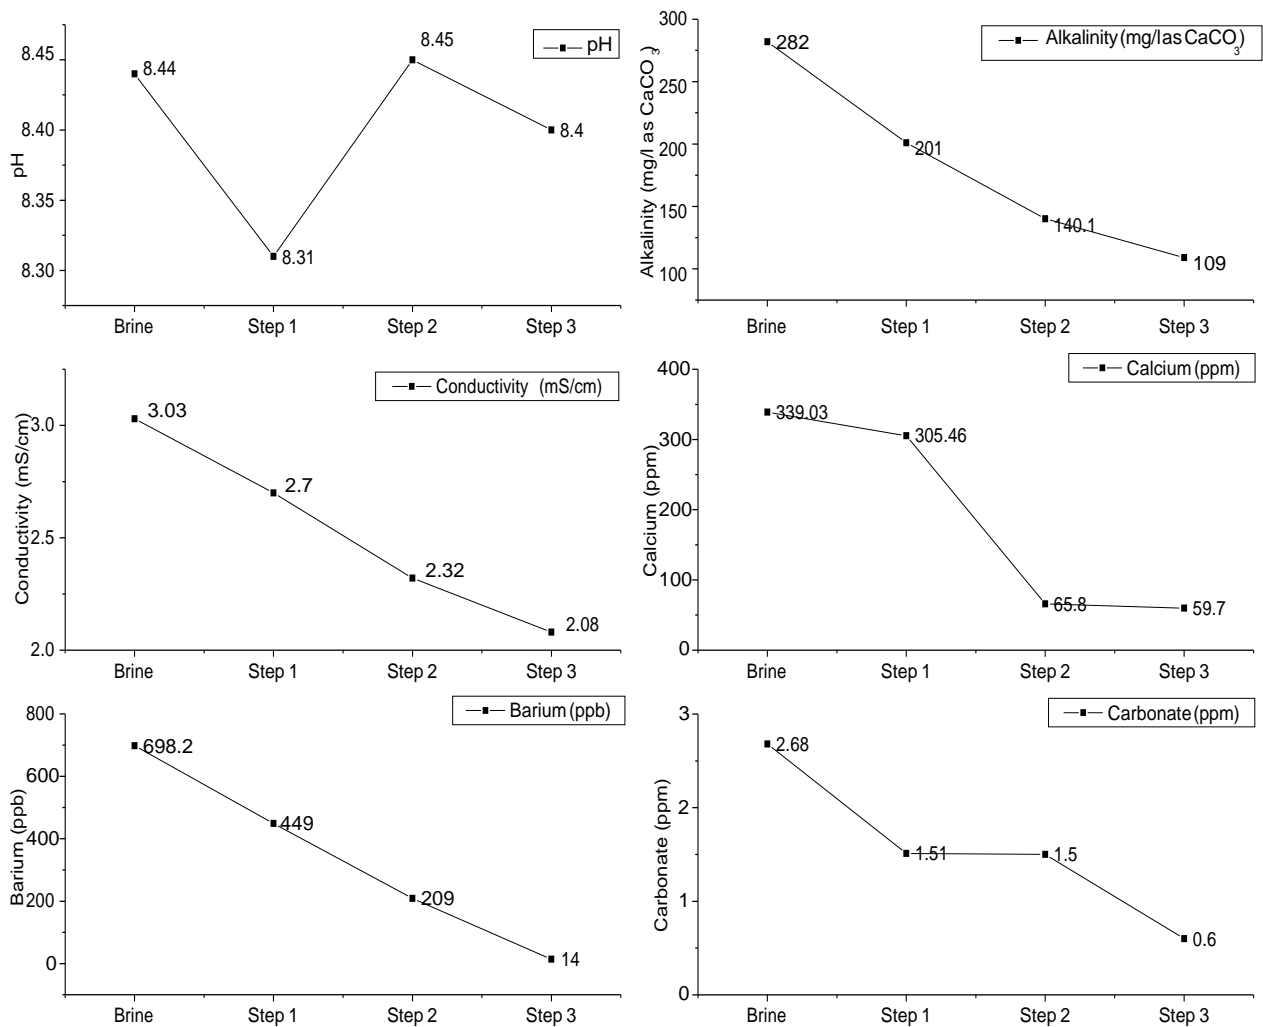 pH
8.45
8.40
8.35
8.30
pH
8.44
8.31
8.45
8.4
Brine
Step 1
Step 2
Step 3
Alkalinity (mg/l as CaCO3)
300
250
200
150
100
Alkalinity (mg/l as CaCO3)
282
201
140.1
109
Brine
Step 1
Step 2
Step 3
Conductivity (mS/cm)
3.0
2.5
2.0
Conductivity (mS/cm)
3.03
2.7
2.32
2.08
Brine
Step 1
Step 2
Step 3
Calcium (ppm)
400
300
200
100
0
Calcium (ppm)
339.03
305.46
65.8
59.7
Brine
Step 1
Step 2
Step 3
Barium (ppb)
800
600
400
200
0
Barium (ppb)
698.2
449
209
14
Brine
Step 1
Step 2
Step 3
Carbonate (ppm)
3
2
1
0
Carbonate (ppm)
2.68
1.51
1.5
0.6
Brine
Step 1
Step 2
Step 3